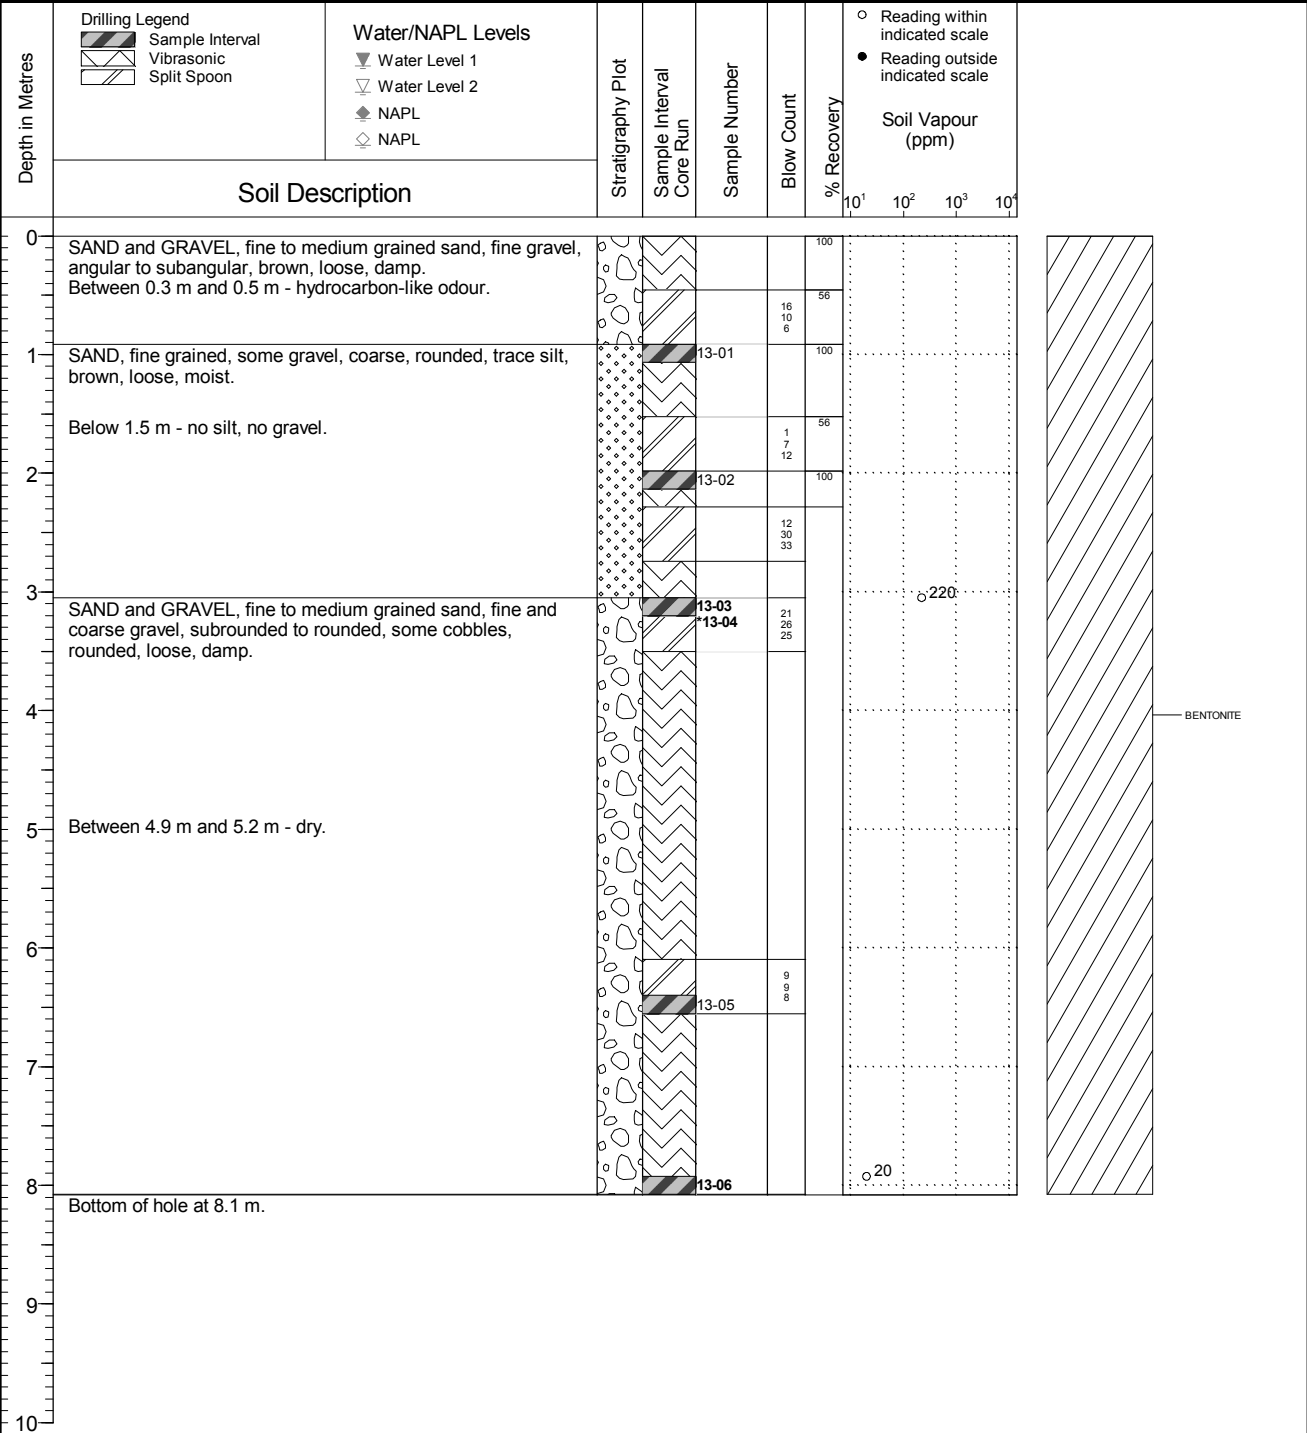 Drilling Legend
Sample Interval
Vibrasonic
Split Spoon
Water/NAPL Levels
Water Level 1
Water Level 2
NAPL
NAPL
Depth in Metres
Soil Description
Stratigraphy Plot
Sample Interval
Core Run
Sample Number
Blow Count
% Recovery
Reading within
indicated scale
Reading outside
indicated scale
Soil Vapour
(ppm)
10¹ 10² 10³ 10⁴
0
SAND and GRAVEL, fine to medium grained sand, fine gravel,
angular to subangular, brown, loose, damp.
Between 0.3 m and 0.5 m - hydrocarbon-like odour.
100
56
16
10
6
1
SAND, fine grained, some gravel, coarse, rounded, trace silt,
brown, loose, moist.
13-01
100
Below 1.5 m - no silt, no gravel.
56
1
7
12
2
13-02
100
12
30
33
3
220
SAND and GRAVEL, fine to medium grained sand, fine and
coarse gravel, subrounded to rounded, some cobbles,
rounded, loose, damp.
13-03
*13-04
21
26
25
4
BENTONITE
5
Between 4.9 m and 5.2 m - dry.
6
9
9
8
13-05
7
8
13-06
20
Bottom of hole at 8.1 m.
9
10